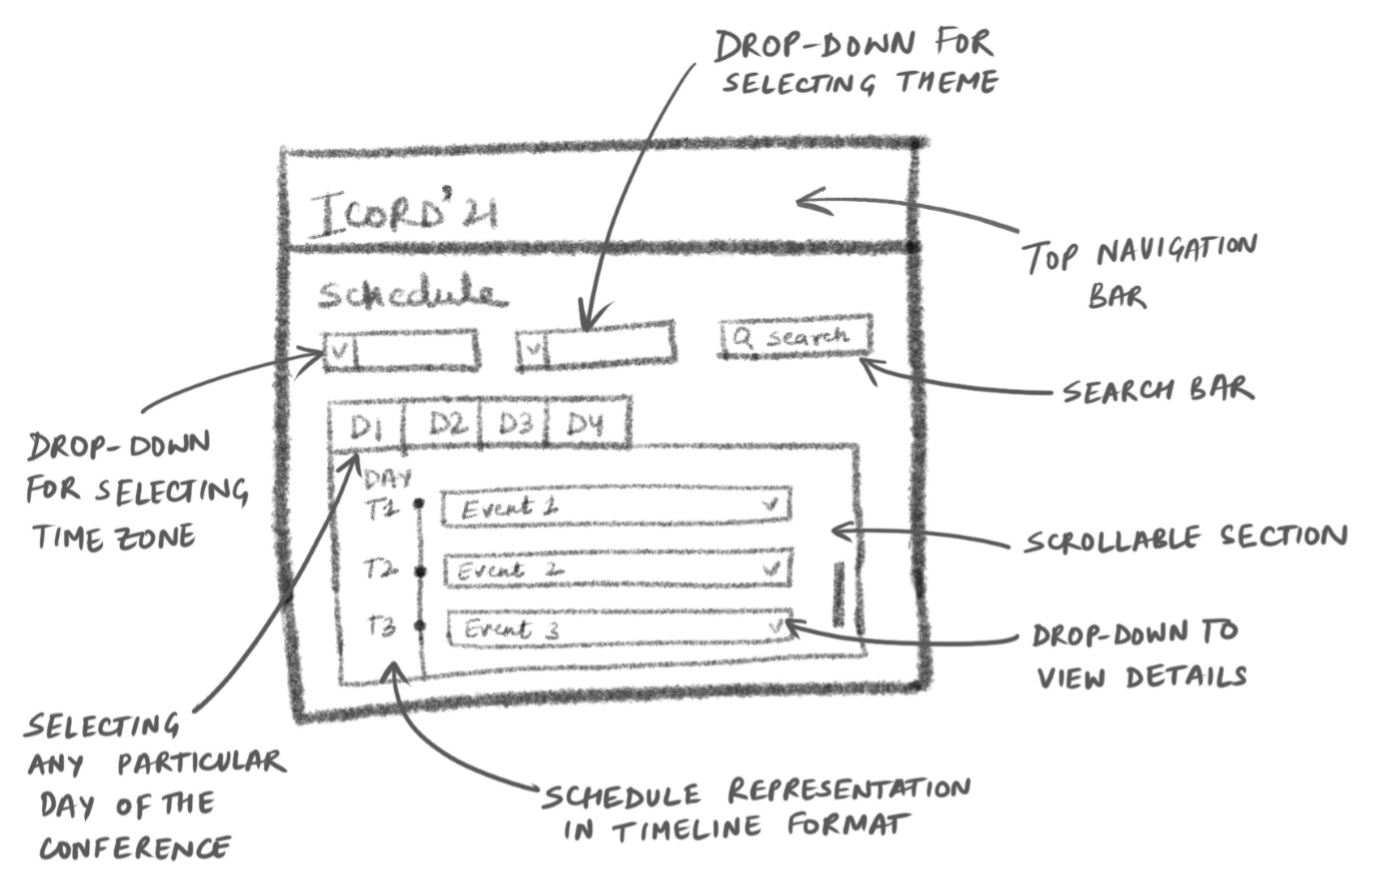 DROP-DOWN FOR
SELECTING THEME
ICORD'21
TOP NAVIGATION
BAR
Schedule
Search
SEARCH BAR
DROP-DOWN
FOR SELECTING
TIME ZONE
D1 D2 D3 D4
DAY
T1 Event 1
T2 Event 2
T3 Event 3
SCROLLABLE SECTION
DROP-DOWN TO
VIEW DETAILS
SELECTING
ANY PARTICULAR
DAY OF THE
CONFERENCE
SCHEDULE REPRESENTATION
IN TIMELINE FORMAT